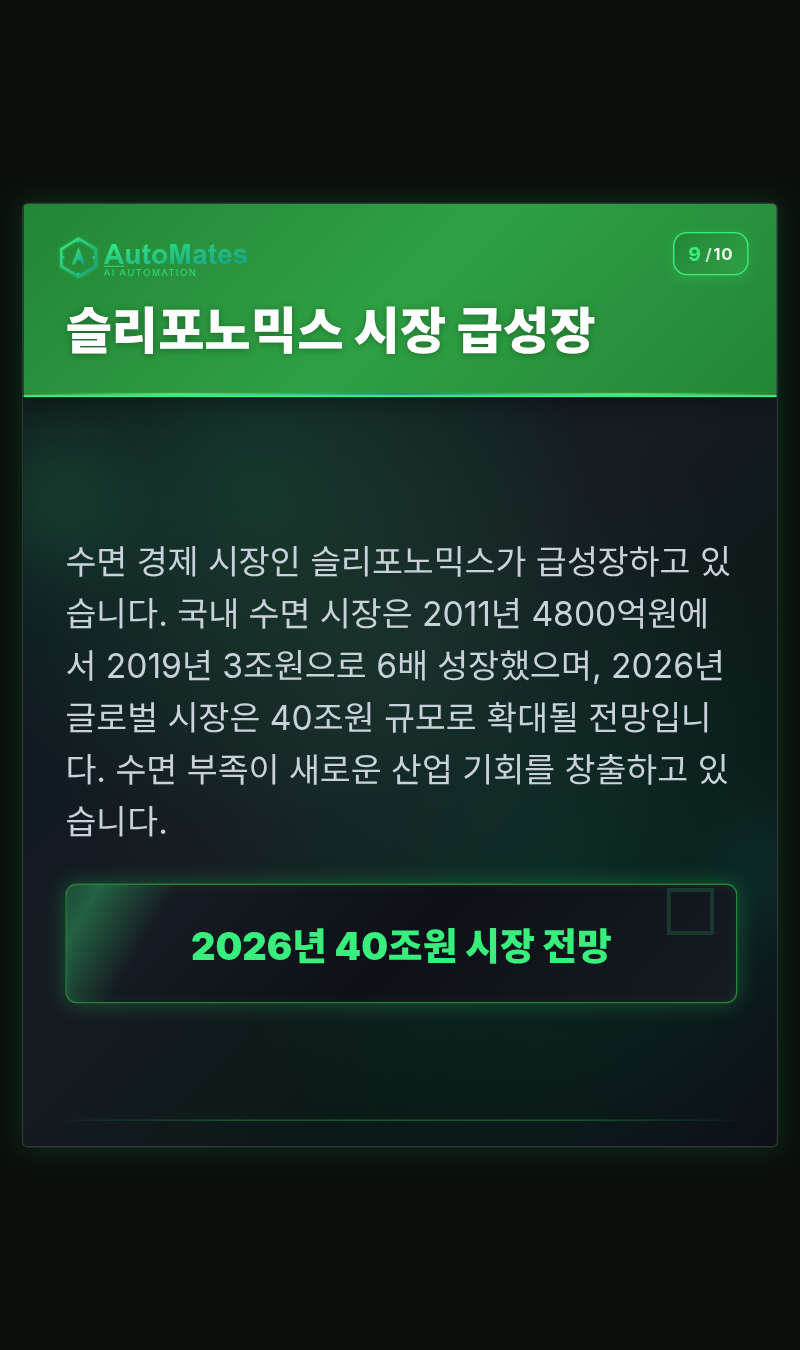 AutoMates
AI AUTOMATION
9/10
슬리포노믹스 시장 급성장
수면 경제 시장인 슬리포노믹스가 급성장하고 있
습니다. 국내 수면 시장은 2011년 4800억원에
서 2019년 3조원으로 6배 성장했으며, 2026년
글로벌 시장은 40조원 규모로 확대될 전망입니
다. 수면 부족이 새로운 산업 기회를 창출하고 있
습니다.
2026년 40조원 시장 전망